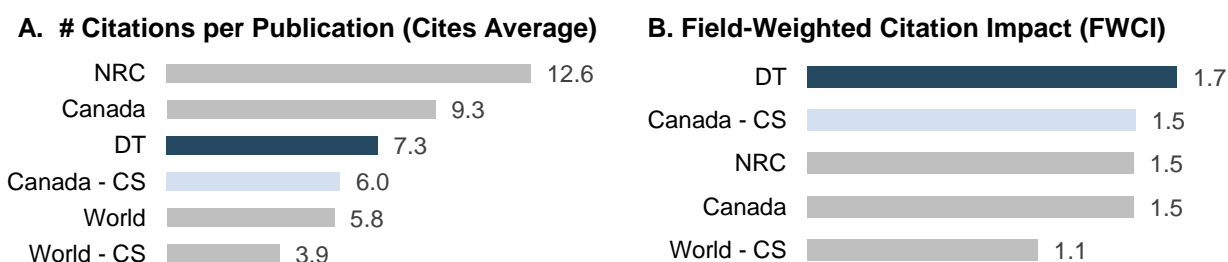 A. # Citations per Publication (Cites Average)
NRC 12.6
Canada 9.3
DT 7.3
Canada - CS 6.0
World 5.8
World - CS 3.9
B. Field-Weighted Citation Impact (FWCI)
DT 1.7
Canada - CS 1.5
NRC 1.5
Canada 1.5
World - CS 1.1